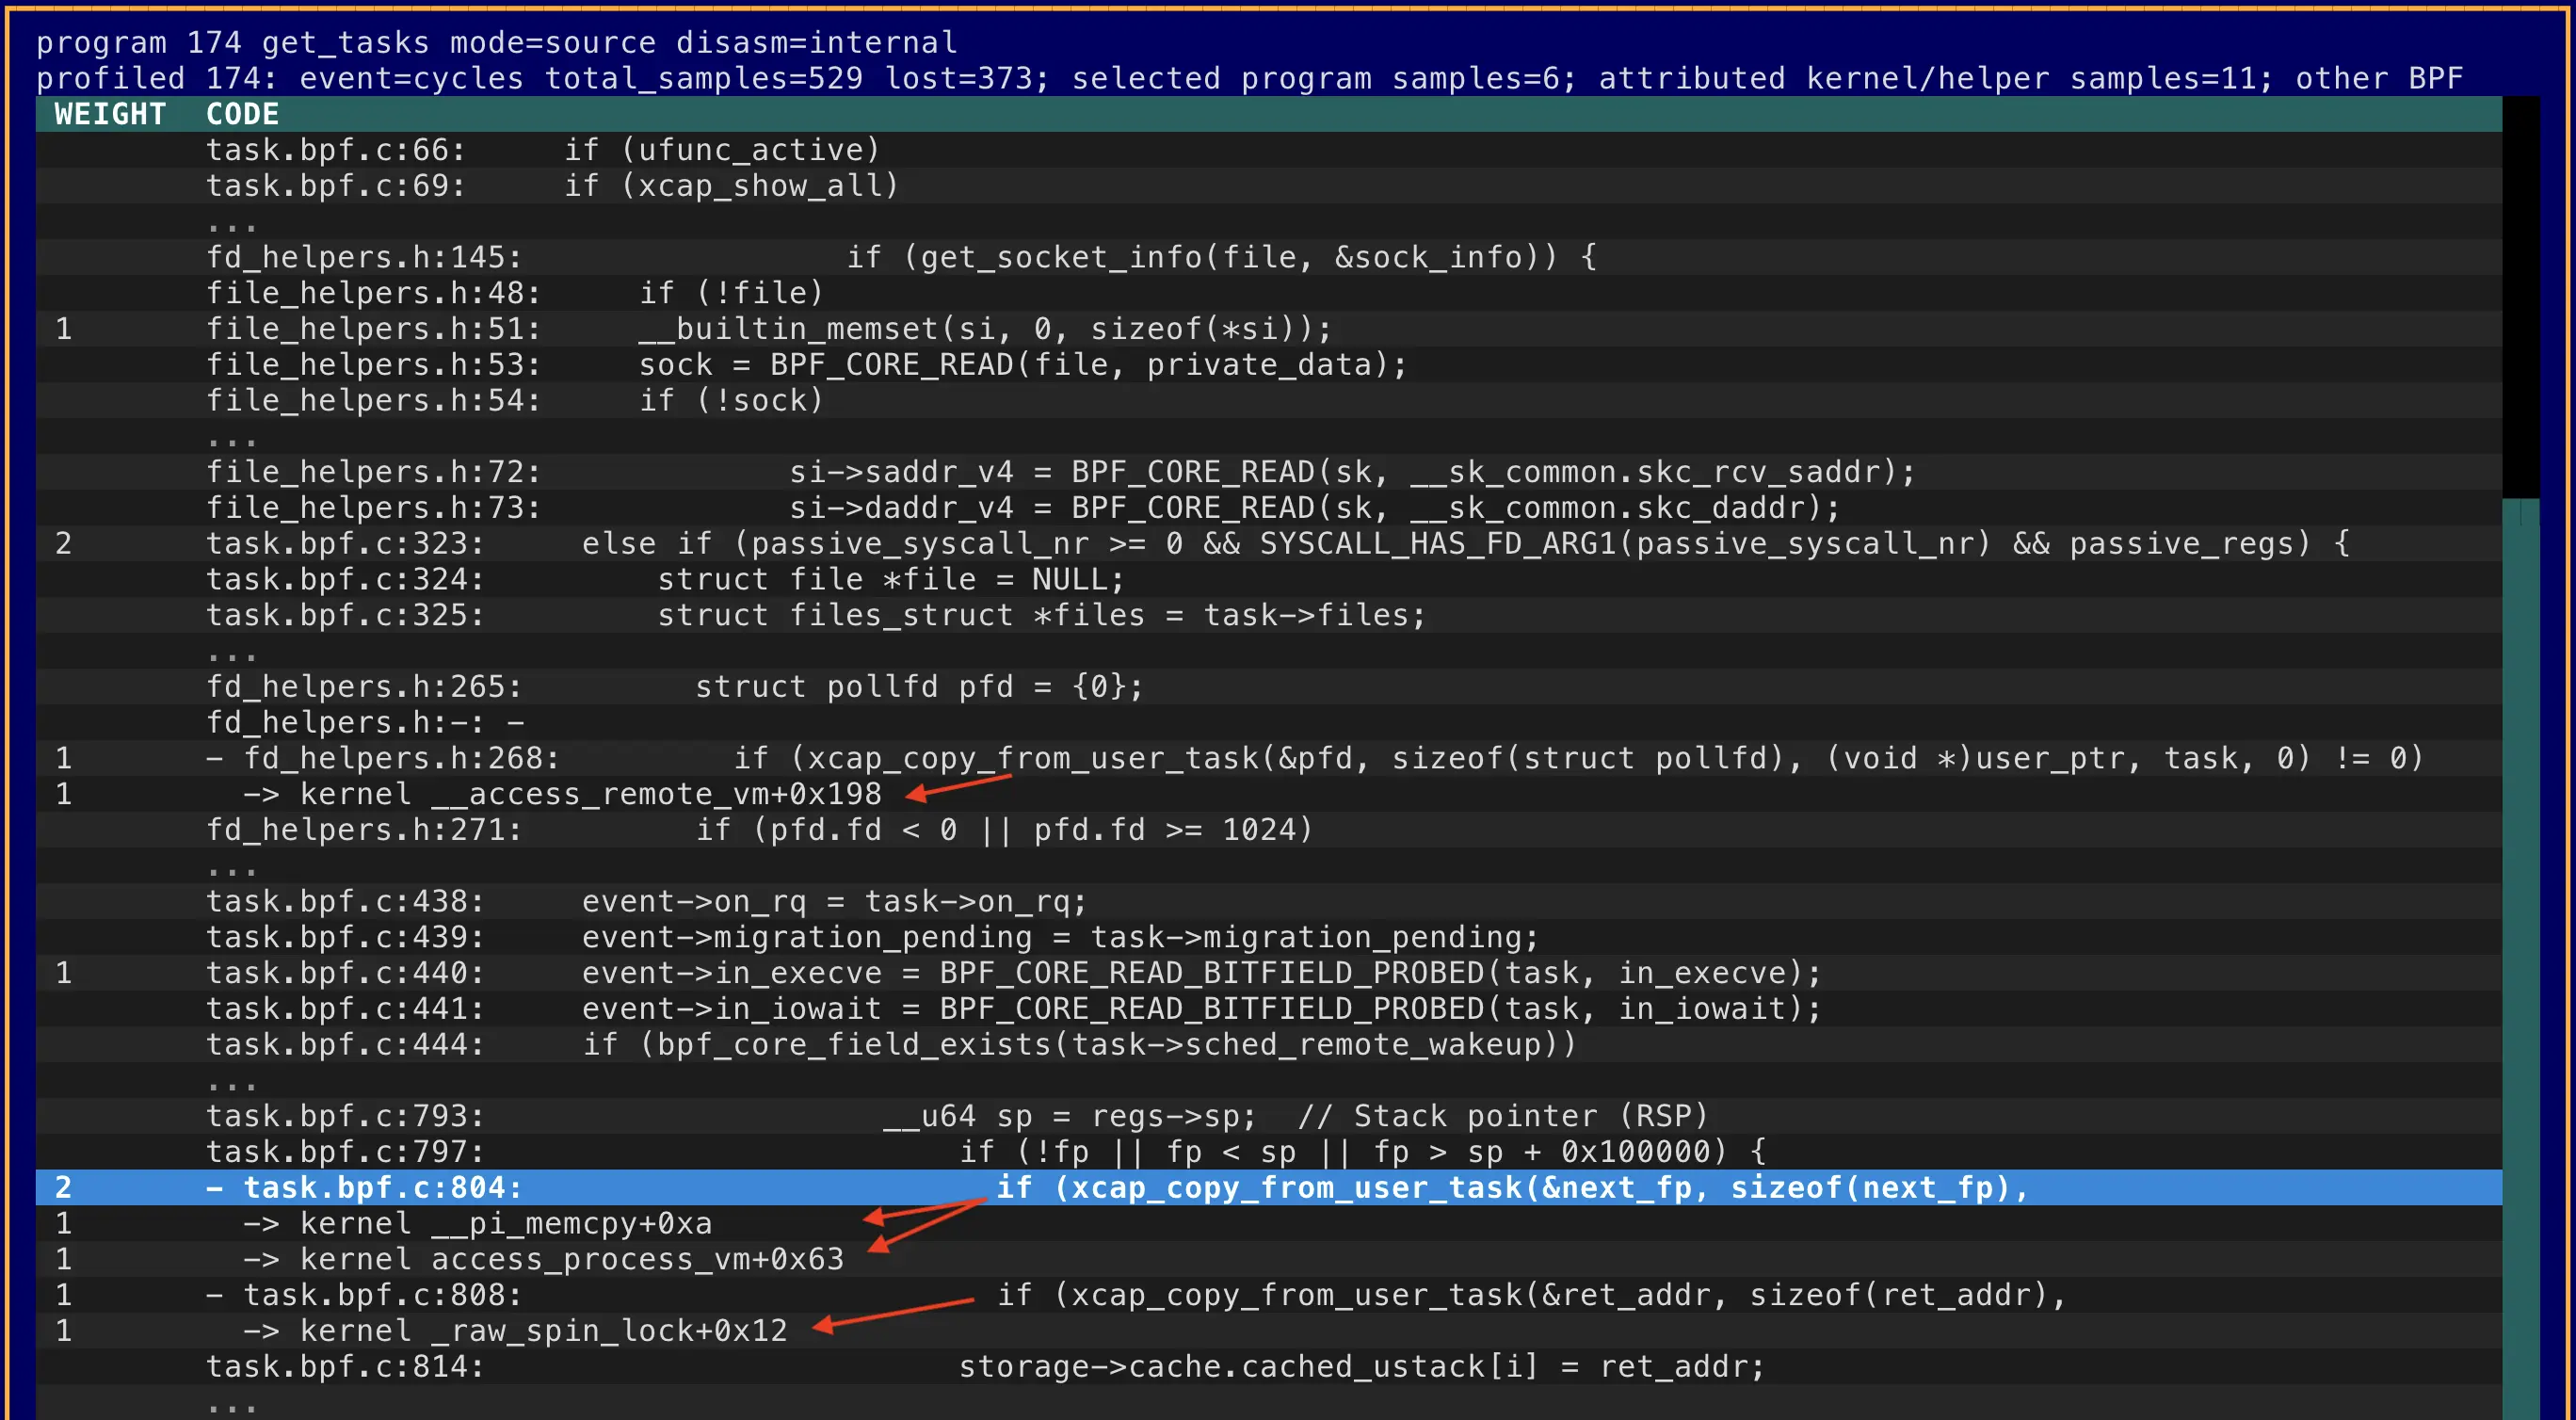 program 174 get_tasks mode=source disasm=internal
profiled 174: event=cycles total_samples=529 lost=373; selected program samples=6; attributed kernel/helper samples=11; other BPF
WEIGHT  CODE
task.bpf.c:66:     if (ufunc_active)
task.bpf.c:69:     if (xcap_show_all)
...
fd_helpers.h:145:                 if (get_socket_info(file, &sock_info)) {
file_helpers.h:48:     if (!file)
1       file_helpers.h:51:     __builtin_memset(si, 0, sizeof(*si));
file_helpers.h:53:     sock = BPF_CORE_READ(file, private_data);
file_helpers.h:54:     if (!sock)
...
file_helpers.h:72:             si->saddr_v4 = BPF_CORE_READ(sk, __sk_common.skc_rcv_saddr);
file_helpers.h:73:             si->daddr_v4 = BPF_CORE_READ(sk, __sk_common.skc_daddr);
2       task.bpf.c:323:     else if (passive_syscall_nr >= 0 && SYSCALL_HAS_FD_ARG1(passive_syscall_nr) && passive_regs) {
task.bpf.c:324:         struct file *file = NULL;
task.bpf.c:325:         struct files_struct *files = task->files;
...
fd_helpers.h:265:         struct pollfd pfd = {0};
fd_helpers.h:-: -
1       - fd_helpers.h:268:         if (xcap_copy_from_user_task(&pfd, sizeof(struct pollfd), (void *)user_ptr, task, 0) != 0)
1         -> kernel __access_remote_vm+0x198
fd_helpers.h:271:         if (pfd.fd < 0 || pfd.fd >= 1024)
...
task.bpf.c:438:     event->on_rq = task->on_rq;
task.bpf.c:439:     event->migration_pending = task->migration_pending;
1       task.bpf.c:440:     event->in_execve = BPF_CORE_READ_BITFIELD_PROBED(task, in_execve);
task.bpf.c:441:     event->in_iowait = BPF_CORE_READ_BITFIELD_PROBED(task, in_iowait);
task.bpf.c:444:     if (bpf_core_field_exists(task->sched_remote_wakeup))
...
task.bpf.c:793:                     __u64 sp = regs->sp;  // Stack pointer (RSP)
task.bpf.c:797:                         if (!fp || fp < sp || fp > sp + 0x100000) {
2       - task.bpf.c:804:                         if (xcap_copy_from_user_task(&next_fp, sizeof(next_fp),
1         -> kernel __pi_memcpy+0xa
1         -> kernel access_process_vm+0x63
1       - task.bpf.c:808:                         if (xcap_copy_from_user_task(&ret_addr, sizeof(ret_addr),
1         -> kernel _raw_spin_lock+0x12
task.bpf.c:814:                         storage->cache.cached_ustack[i] = ret_addr;
...